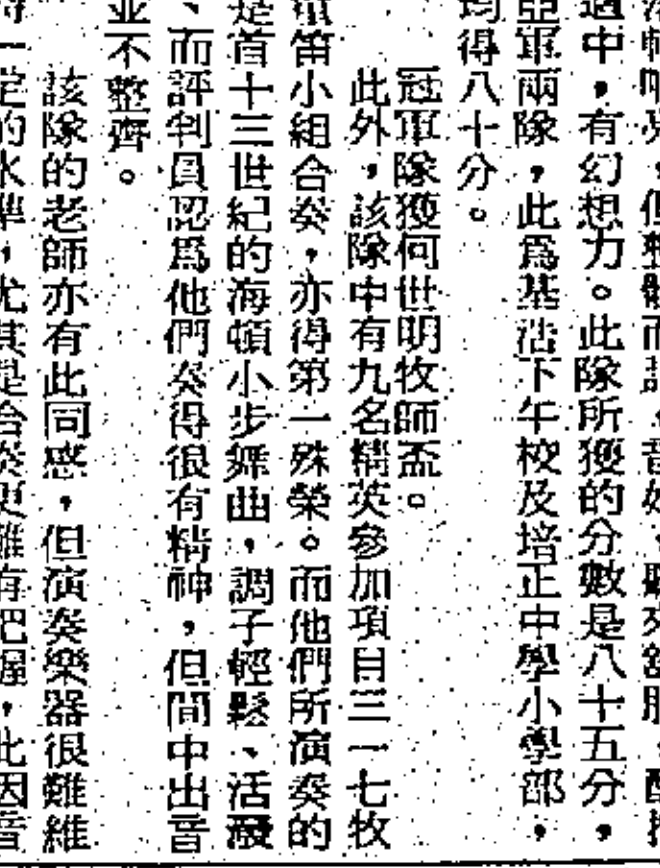 過中，有幻想力。此隊所獲的分數是八十五分，
亞軍兩隊，此爲基浩下午校及培正中學小學部，
均得八十分。
冠軍隊獲何世明牧師盃。
此外，該隊中有九名精英參加項目三一七牧
童笛小組合奏，亦得第一殊榮。而他們所演奏的
是首十三世紀的海頓小步舞曲，調子輕鬆、活潑
、而評判員認爲他們奏得很有精神，但間中出音
並不整齊。
該隊的老師亦有此同感，但演奏樂器很難維
持一定的水準，尤其是合奏更難有把握，此因音